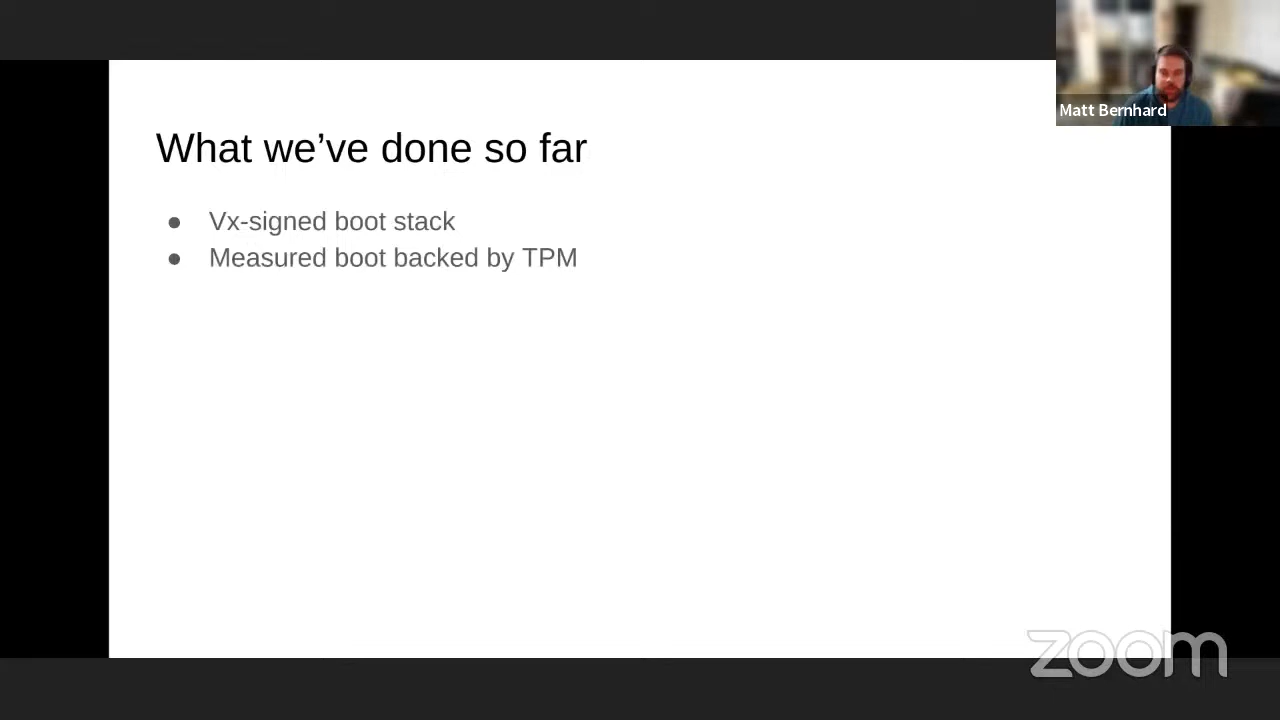 Matt Bernhard
What we’ve done so far
● Vx-signed boot stack
● Measured boot backed by TPM
zoom